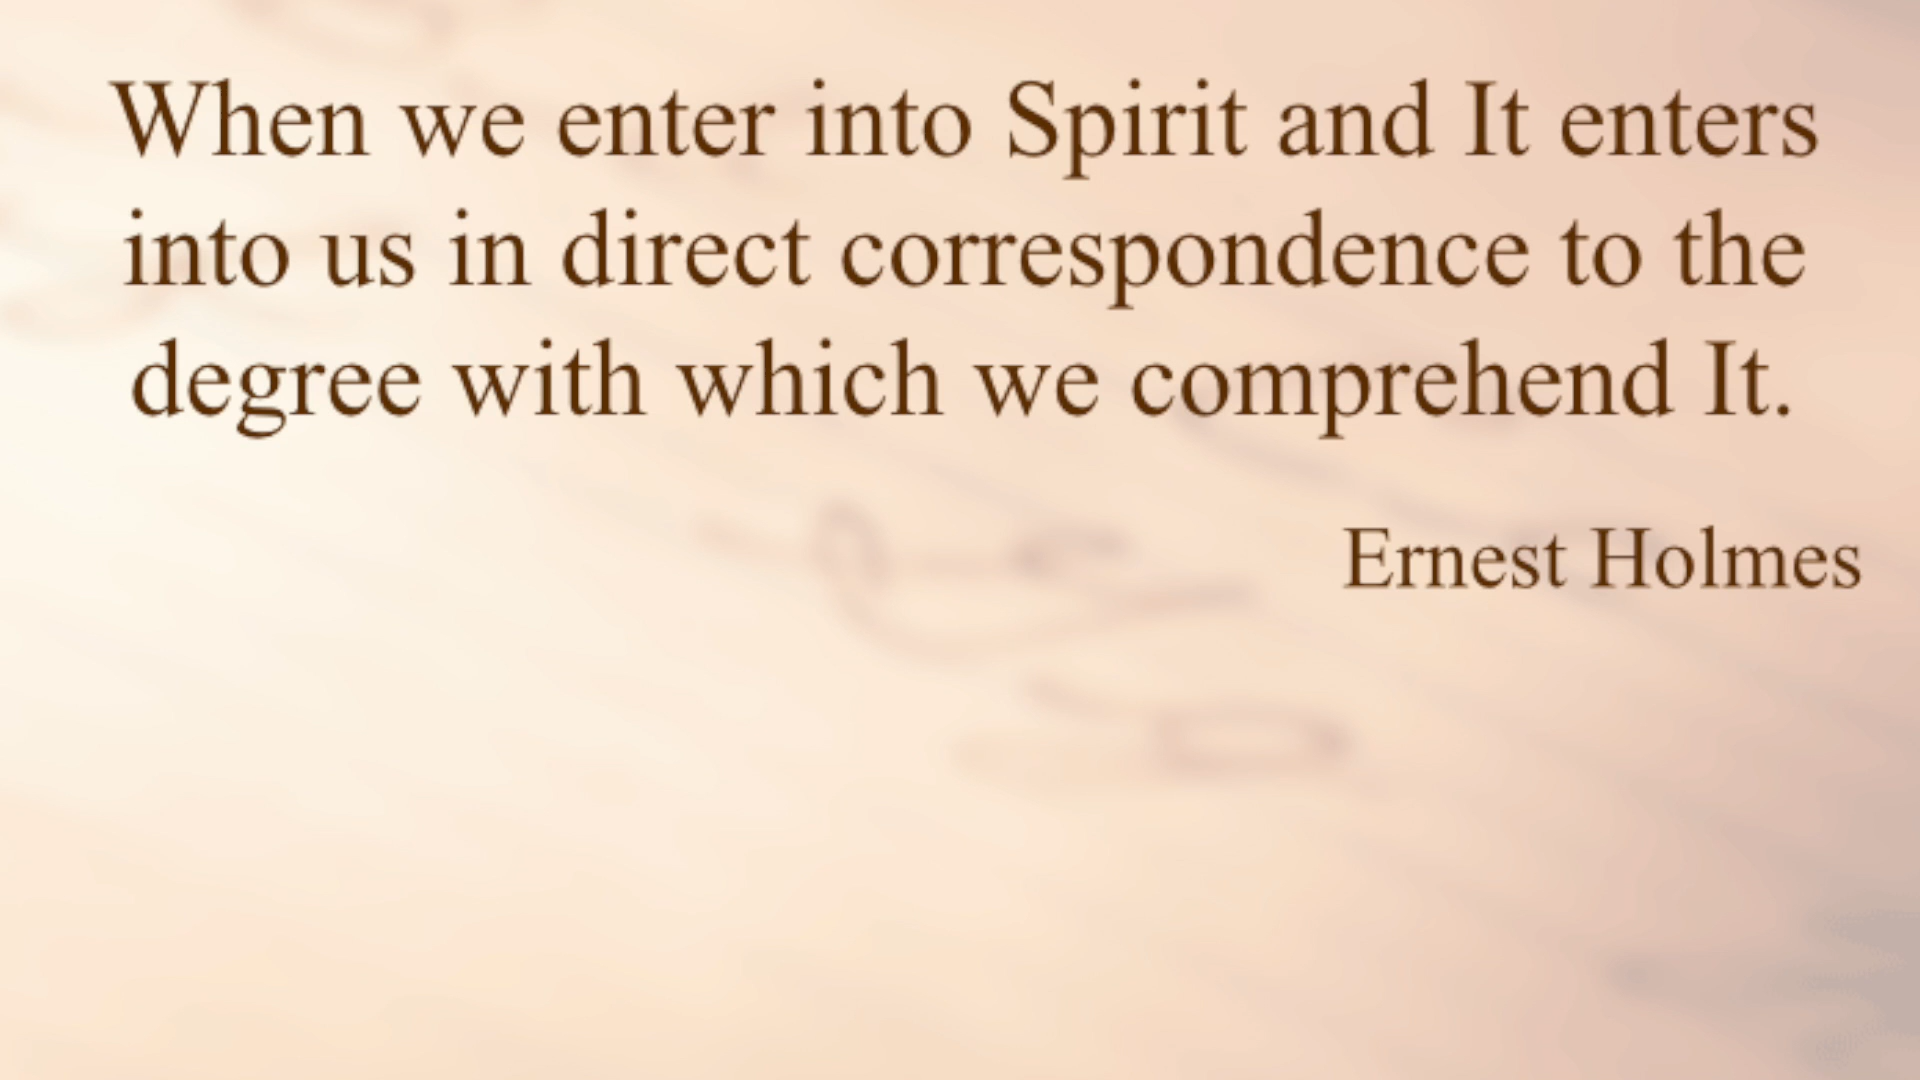 When we enter into Spirit and It enters
into us in direct correspondence to the
degree with which we comprehend It.
Ernest Holmes